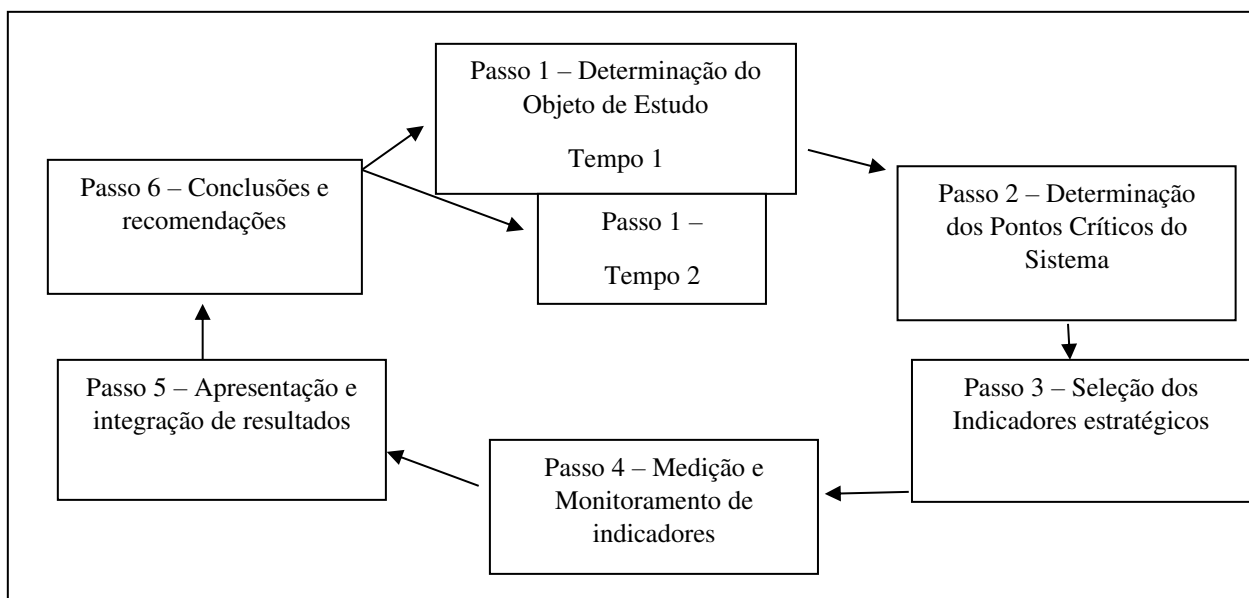 Passo 1 – Determinação do
Objeto de Estudo
Tempo 1
Passo 1 –
Tempo 2
Passo 2 – Determinação
dos Pontos Críticos do
Sistema
Passo 3 – Seleção dos
Indicadores estratégicos
Passo 4 – Medição e
Monitoramento de
indicadores
Passo 5 – Apresentação e
integração de resultados
Passo 6 – Conclusões e
recomendações